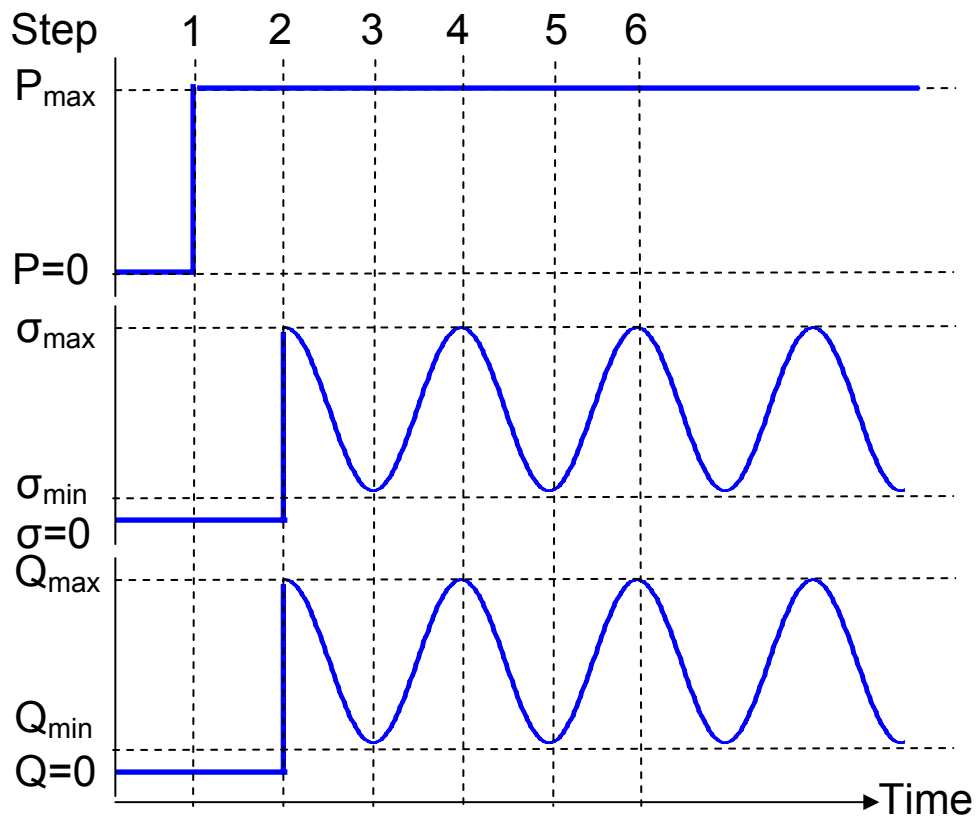 Step 1 2 3 4 5 6
Pmax
P=0
σmax
σmin
σ=0
Qmax
Qmin
Q=0
Time